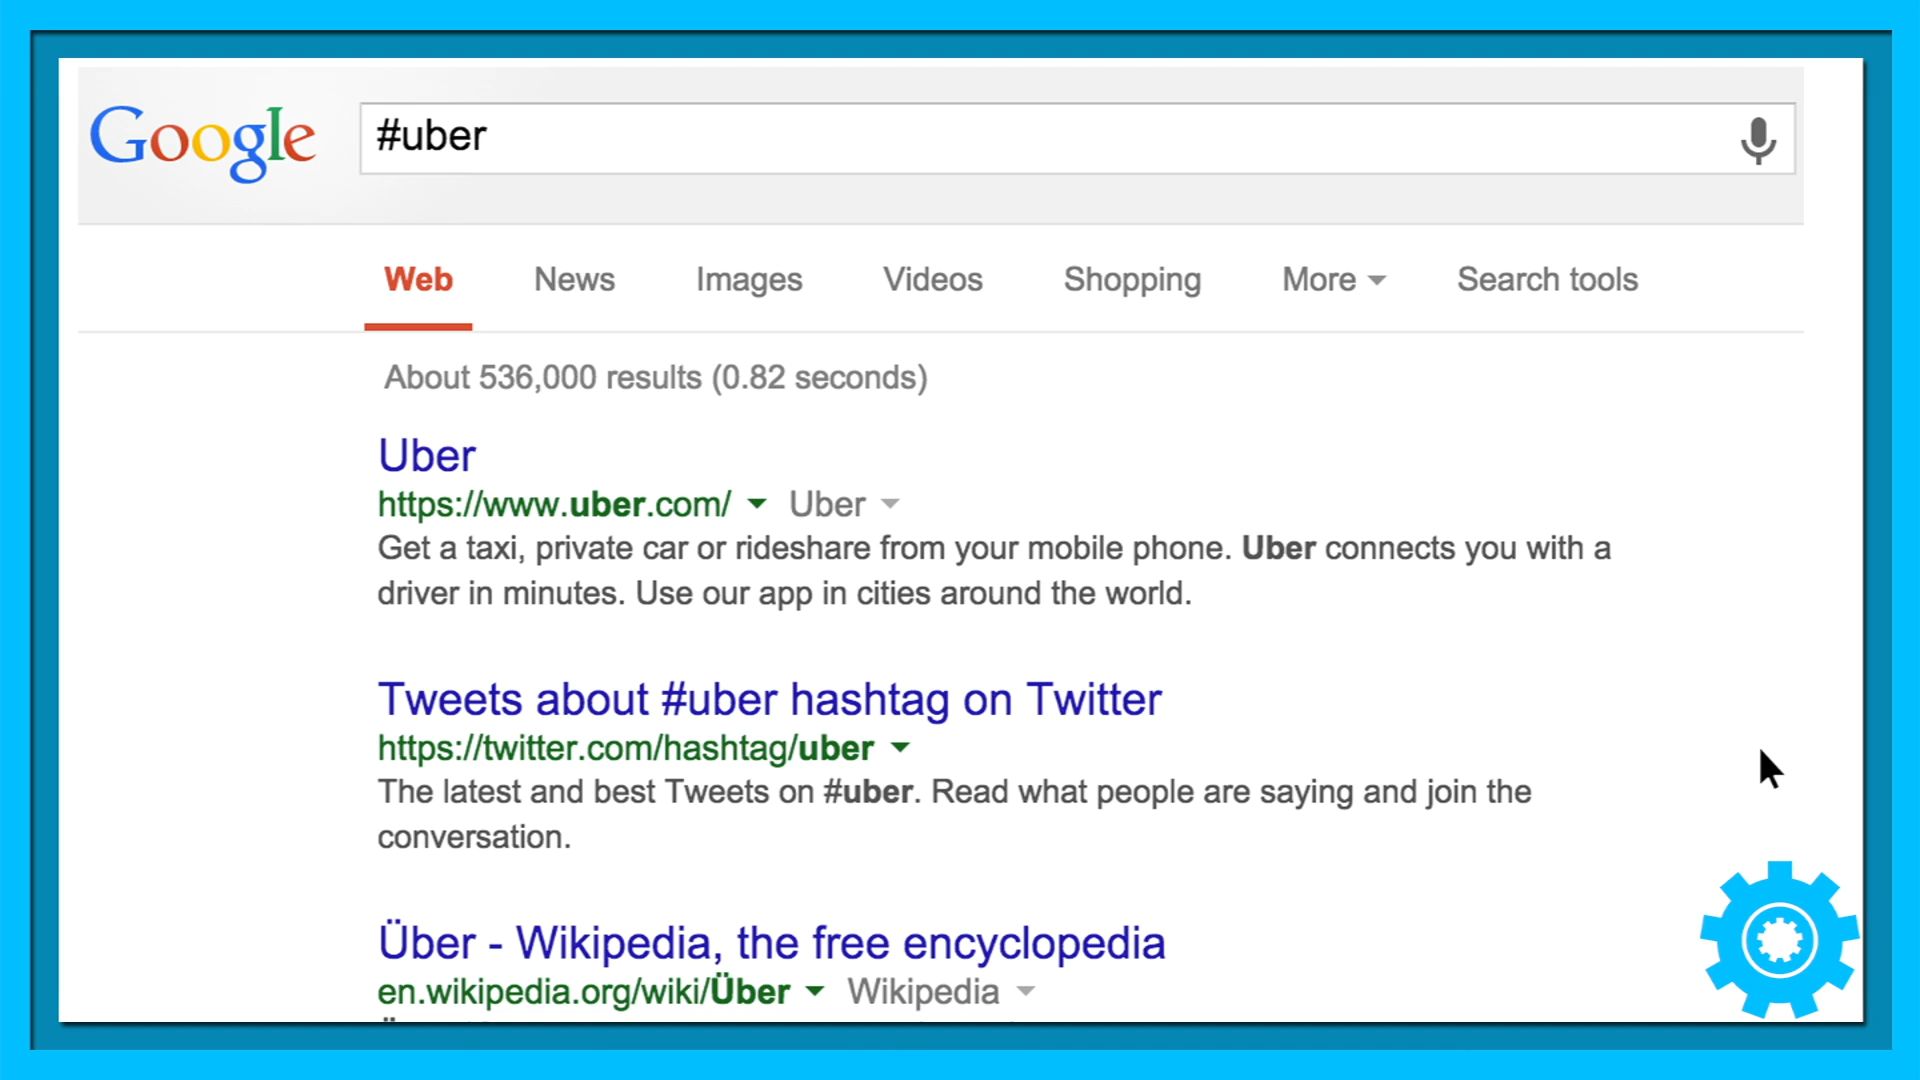 Google #uber
Web News Images Videos Shopping More Search tools
About 536,000 results (0.82 seconds)
Uber
https://www.uber.com/ Uber
Get a taxi, private car or rideshare from your mobile phone. Uber connects you with a
driver in minutes. Use our app in cities around the world.
Tweets about #uber hashtag on Twitter
https://twitter.com/hashtag/uber
The latest and best Tweets on #uber. Read what people are saying and join the
conversation.
Über - Wikipedia, the free encyclopedia
en.wikipedia.org/wiki/Über Wikipedia